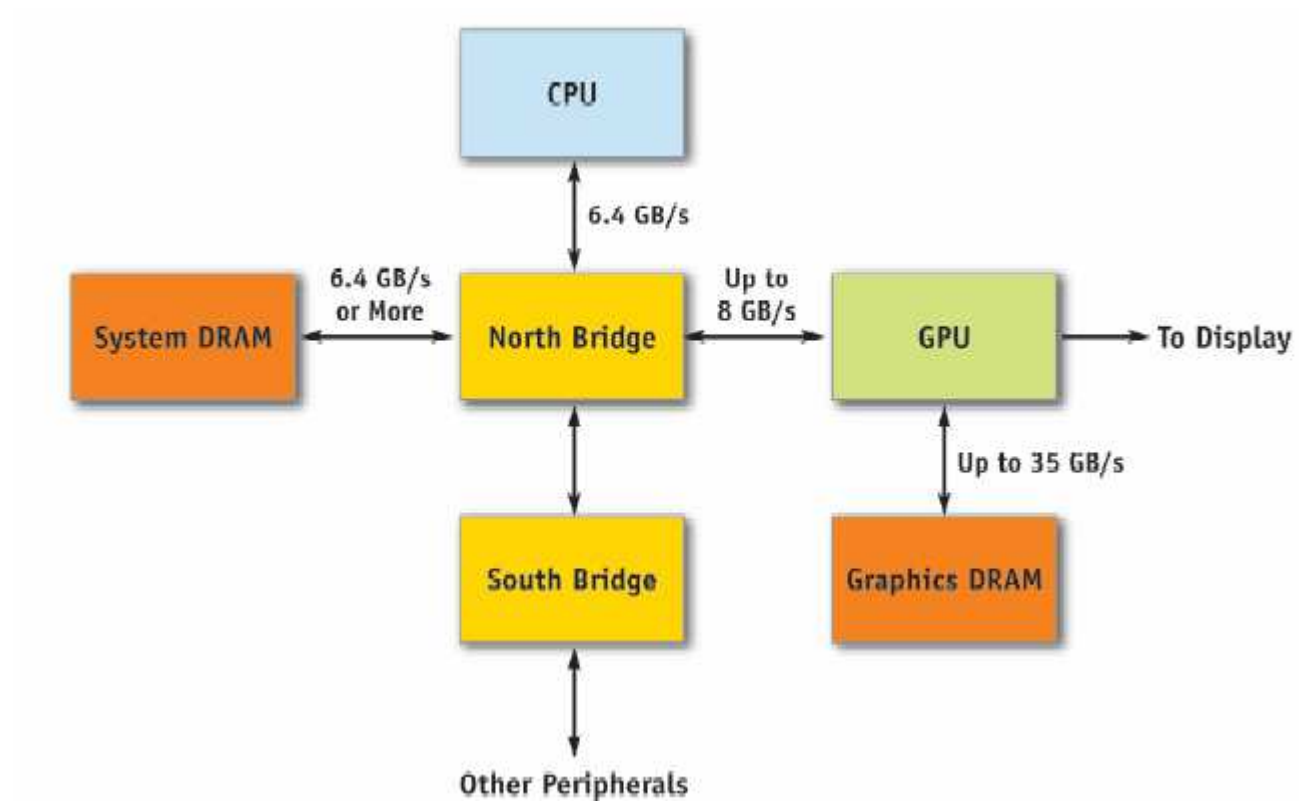 CPU
6.4 GB/s
6.4 GB/s
or More
Up to
8 GB/s
System DRAM
North Bridge
GPU
To Display
Up to 35 GB/s
South Bridge
Graphics DRAM
Other Peripherals